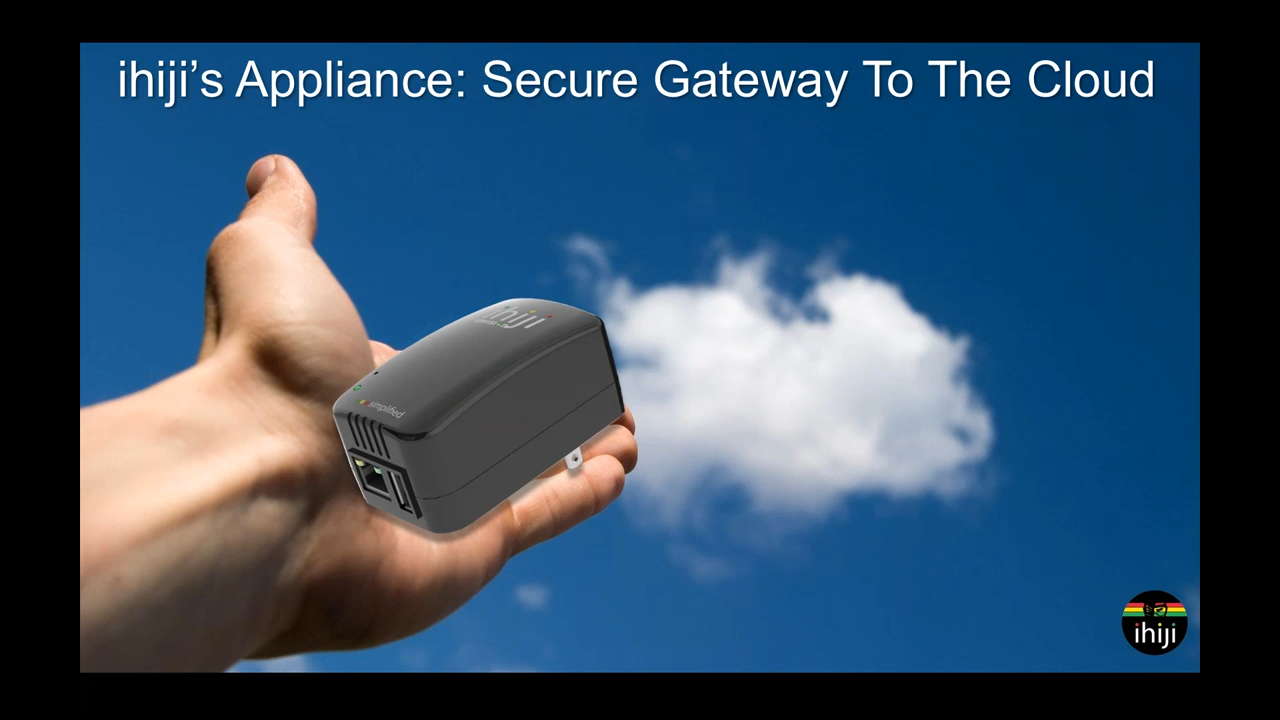 ihiji’s Appliance: Secure Gateway To The Cloud
ihiji
simplified
ihiji